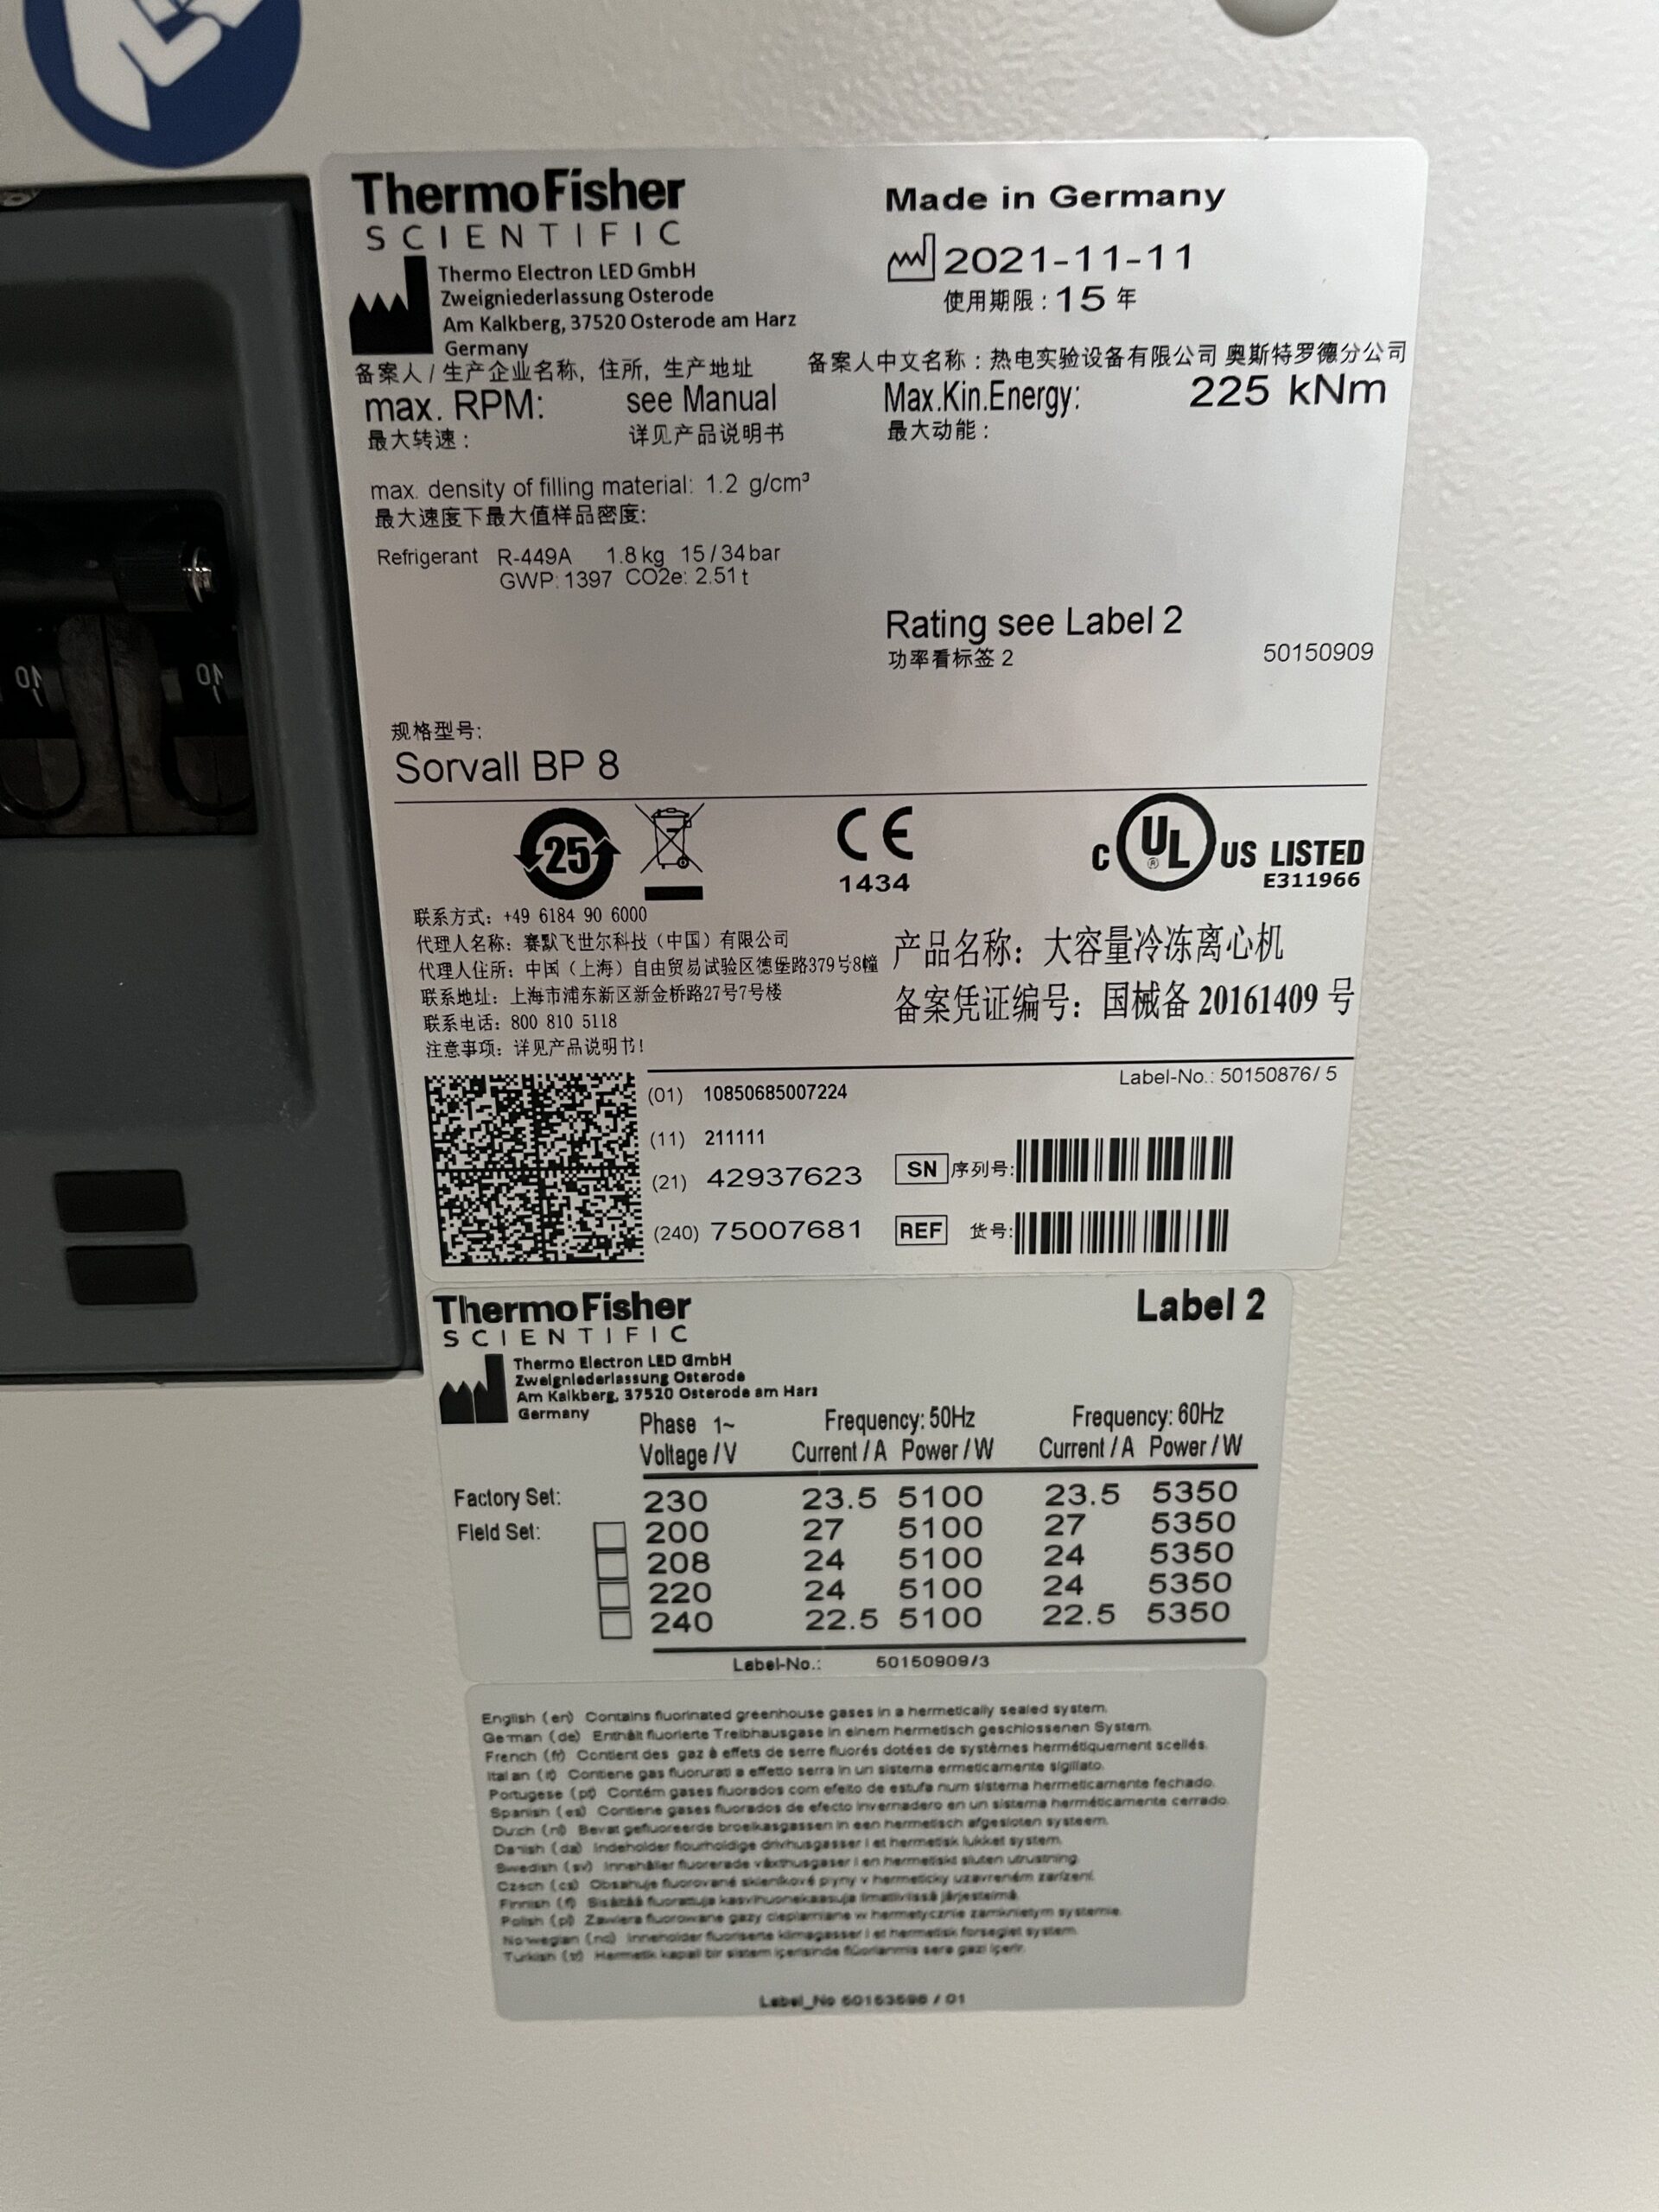 ThermoFisher
SCIENTIFIC
Thermo Electron LED GmbH
Zweigniederlassung Osterode
Am Kalkberg, 37520 Osterode am Harz
Germany
Made in Germany
2021-11-11
使用期限：15 年
备案人 / 生产企业名称, 住所, 生产地址
备案人中文名称：热电实验设备有限公司 奥斯特罗德分公司
max. RPM: see Manual
最大转速： 详见产品说明书
Max.Kin.Energy: 225 kNm
最大动能：
max. density of filling material: 1.2 g/cm³
最大速度下最大值样品密度:
Refrigerant R-449A 1.8 kg 15 / 34 bar
GWP: 1397 CO2e: 2.51 t
Rating see Label 2
功率看标签 2
50150909
规格型号:
Sorvall BP 8
25
CE
1434
C UL ® US LISTED
E311966
联系方式：+49 6184 90 6000
代理人名称：赛默飞世尔科技（中国）有限公司
代理人住所：中国（上海）自由贸易试验区德堡路379号8幢
联系地址：上海市浦东新区新金桥路27号7号楼
联系电话：800 810 5118
注意事项：详见产品说明书!
产品名称：大容量冷冻离心机
备案凭证编号：国械备 20161409 号
Label-No.: 50150876/ 5
(01) 10850685007224
(11) 211111
(21) 42937623
SN 序列号:
(240) 75007681
REF 货号:
10 10
ThermoFisher
SCIENTIFIC
Label 2
Thermo Electron LED GmbH
Zweigniederlassung Osterode
Am Kalkberg, 37520 Osterode am Harz
Germany
Phase 1~ Frequency: 50Hz Frequency: 60Hz
Voltage / V Current / A Power / W Current / A Power / W
Factory Set: 230 23.5 5100 23.5 5350
Field Set: 200 27 5100 27 5350
208 24 5100 24 5350
220 24 5100 24 5350
240 22.5 5100 22.5 5350
Label-No.: 50150909/3
English (en) Contains fluorinated greenhouse gases in a hermetically sealed system.
German (de) Enthält fluorierte Treibhausgase in einem hermetisch geschlossenen System.
French (fr) Contient des gaz à effets de serre fluorés dotées de systèmes hermétiquement scellés.
Italian (it) Contiene gas fluorurati a effetto serra in un sistema ermeticamente sigillato.
Portugese (pt) Contém gases fluorados com efeito de estufa num sistema hermeticamente fechado.
Spanish (es) Contiene gases fluorados de efecto invernadero en un sistema herméticamente cerrado.
Dutch (nl) Bevat gefluoreerde broeikasgassen in een hermetisch afgesloten systeem.
Danish (da) Indeholder flourholdige drivhusgasser i et hermetisk lukket system.
Swedish (sv) Innehåller fluorerade växthusgaser i en hermetiskt sluten utrustning.
Czech (cs) Obsahuje fluorované skleníkové plyny v hermeticky uzavřeném zařízení.
Finnish (fi) Sisältää fluorattuja kasvihuonekaasuja ilmatiiviissä järjestelmä
Polish (pl) Zawiera fluorowane gazy cieplarniane w hermetycznie zamkniętym systemie.
Norwegian (no) Inneholder fluoriserte klimagasser i et hermetisk forseglet system.
Turkish (tr) Hermetik kapalı bir sistem içerisinde flüorlanmis sera gazi içerir.
Label_No 50153598 / 01